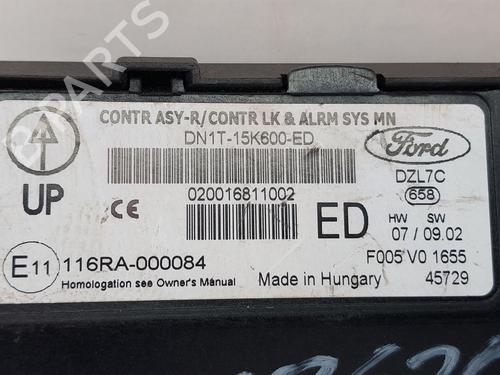 CONTR ASY-R/CONTR LK & ALRM SYS MN
DN1T-15K600-ED
Ford
DZL7C
658
UP
CE
020016811002
ED
HW SW
07 / 09.02
E11 116RA-000084
F005 V0 1655
Homologation see Owner's Manual
Made in Hungary
45729